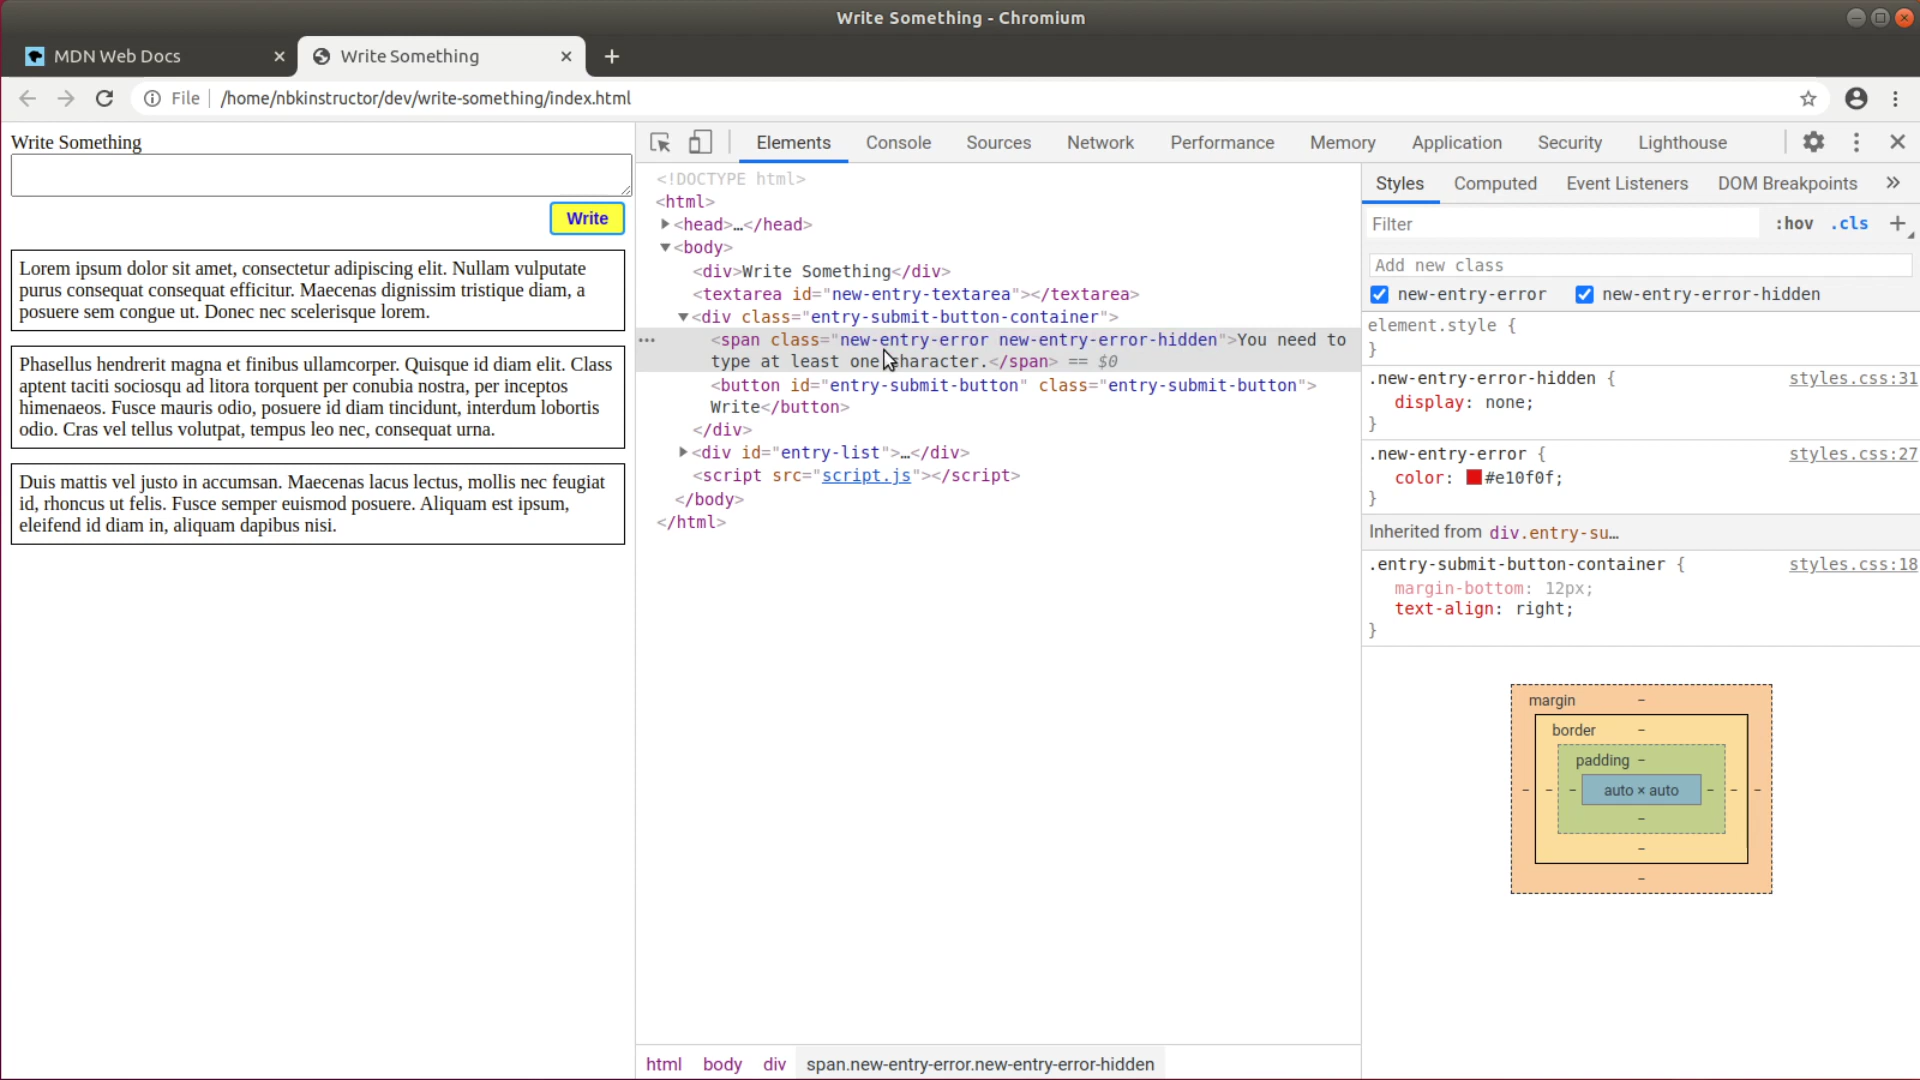 Write Something - Chromium
MDN Web Docs
Write Something
File
/home/nbkinstructor/dev/write-something/index.html
Write Something
Write
Lorem ipsum dolor sit amet, consectetur adipiscing elit. Nullam vulputate
purus consequat consequat efficitur. Maecenas dignissim tristique diam, a
posuere sem congue ut. Donec nec scelerisque lorem.
Phasellus hendrerit magna et finibus ullamcorper. Quisque id diam elit. Class
aptent taciti sociosqu ad litora torquent per conubia nostra, per inceptos
himenaeos. Fusce mauris odio, posuere id diam tincidunt, interdum lobortis
odio. Cras vel tellus volutpat, tempus leo nec, consequat urna.
Duis mattis vel justo in accumsan. Maecenas lacus lectus, mollis nec feugiat
id, rhoncus ut felis. Fusce semper euismod posuere. Aliquam est ipsum,
eleifend id diam in, aliquam dapibus nisi.
Elements Console Sources Network Performance Memory Application Security Lighthouse
<!DOCTYPE html>
<html>
<head>…</head>
<body>
<div>Write Something</div>
<textarea id="new-entry-textarea"></textarea>
<div class="entry-submit-button-container">
<span class="new-entry-error new-entry-error-hidden">You need to
type at least one character.</span> == $0
<button id="entry-submit-button" class="entry-submit-button">
Write</button>
</div>
<div id="entry-list">…</div>
<script src="script.js"></script>
</body>
</html>
html body div span.new-entry-error.new-entry-error-hidden
Styles Computed Event Listeners DOM Breakpoints »
Filter :hov .cls +
Add new class
new-entry-error new-entry-error-hidden
element.style {
}
.new-entry-error-hidden { styles.css:31
display: none;
}
.new-entry-error { styles.css:27
color: #e10f0f;
}
Inherited from div.entry-su…
.entry-submit-button-container { styles.css:18
margin-bottom: 12px;
text-align: right;
}
margin -
border -
padding -
- - - auto × auto - - -
-
-
-